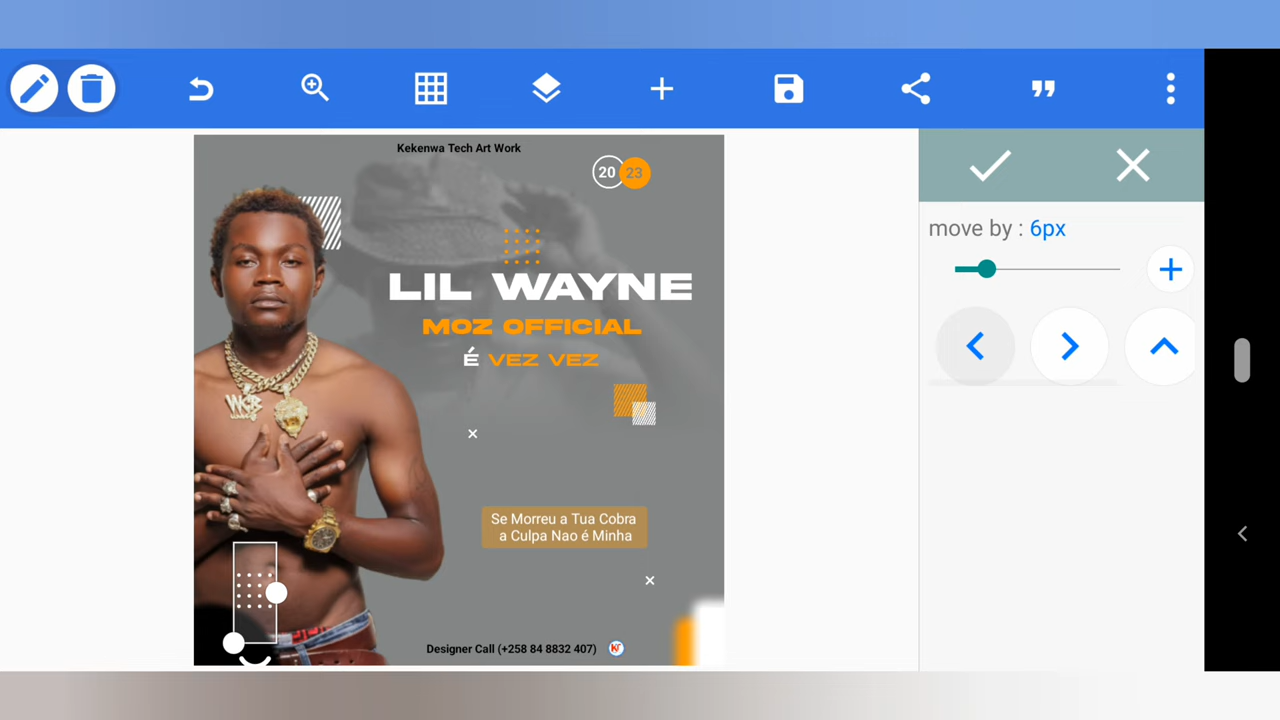 Kekenwa Tech Art Work
20 23
LIL WAYNE
MOZ OFFICIAL
É VEZ VEZ
Se Morreu a Tua Cobra
a Culpa Nao é Minha
Designer Call (+258 84 8832 407)
move by : 6px